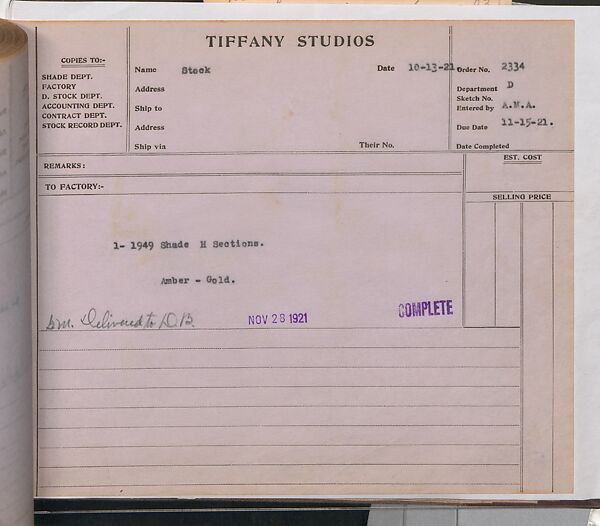 TIFFANY STUDIOS
COPIES TO:-
SHADE DEPT.
FACTORY
D. STOCK DEPT.
ACCOUNTING DEPT.
CONTRACT DEPT.
STOCK RECORD DEPT.
Name Stock Date 10-13-21.
Address
Ship to
Address
Ship via Their No.
Order No. 2334
Department D
Sketch No.
Entered by A.M.A.
Due Date 11-15-21.
Date Completed
REMARKS:
EST. COST
TO FACTORY:-
SELLING PRICE
1- 1949 Shade H Sections.
Amber - Gold.
Delivered to D.B. NOV 28 1921 COMPLETE